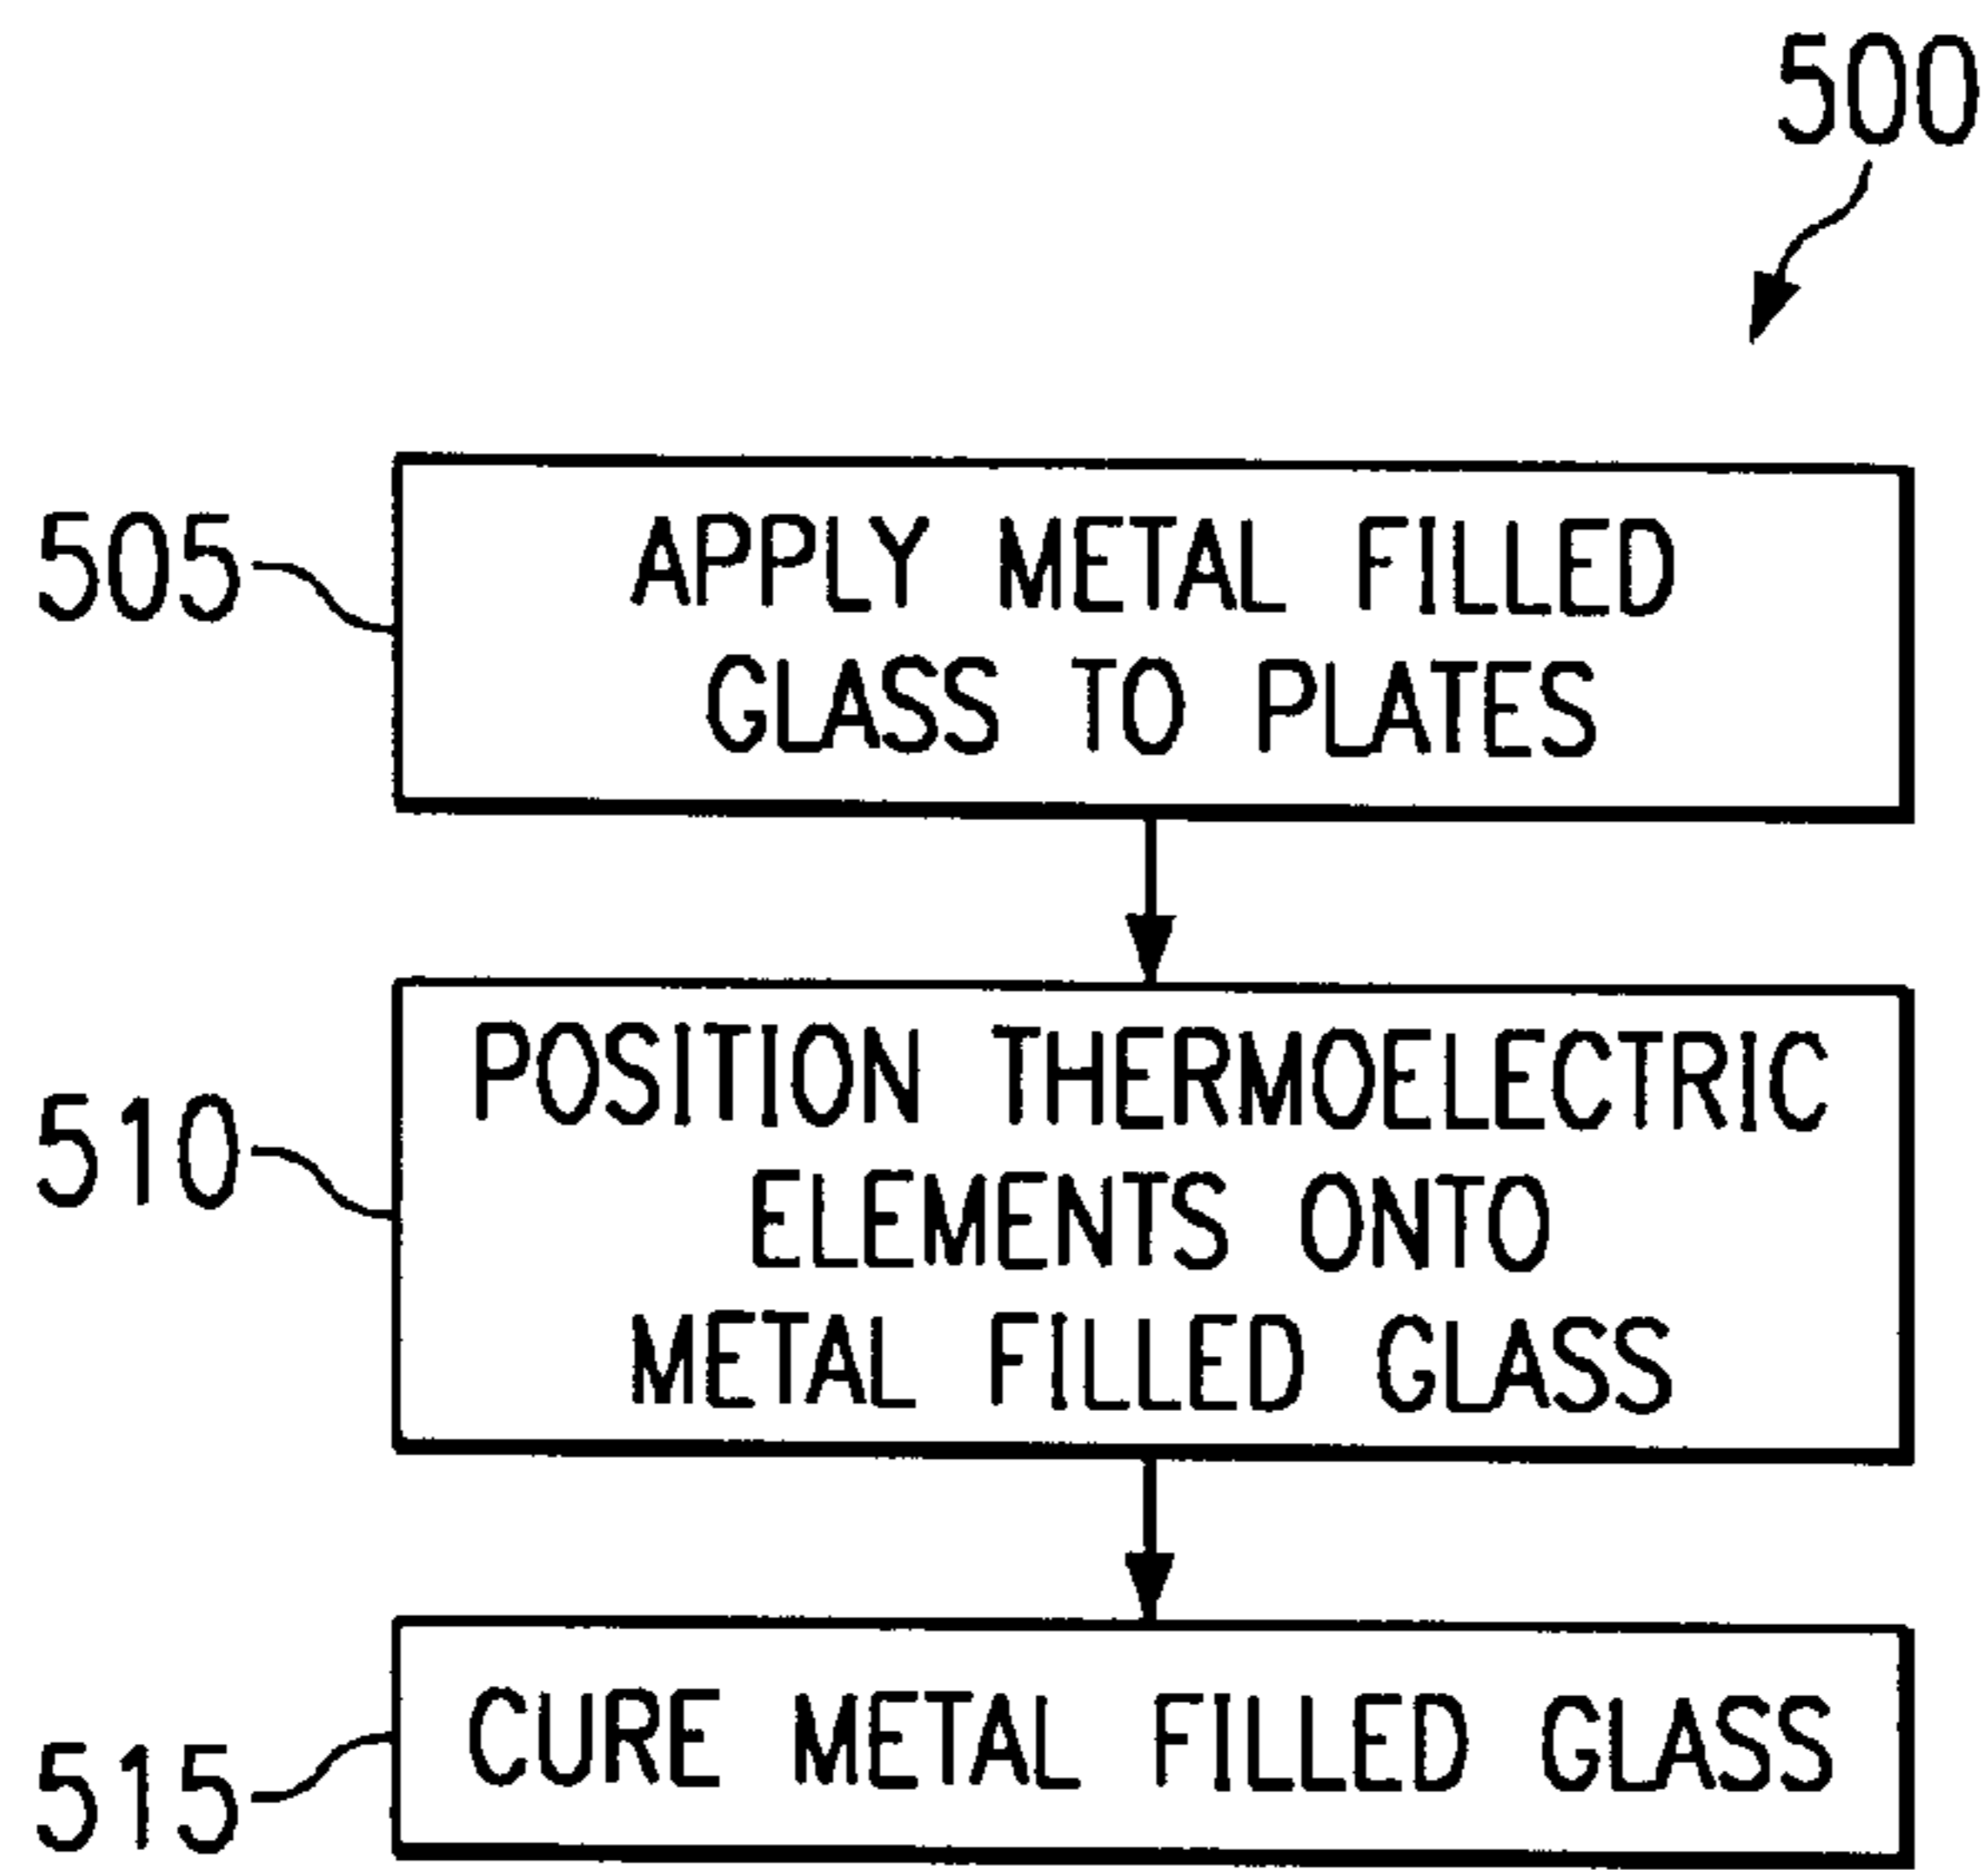 500
505
APPLY METAL FILLED
GLASS TO PLATES
510
POSITION THERMOELECTRIC
ELEMENTS ONTO
METAL FILLED GLASS
515
CURE METAL FILLED GLASS